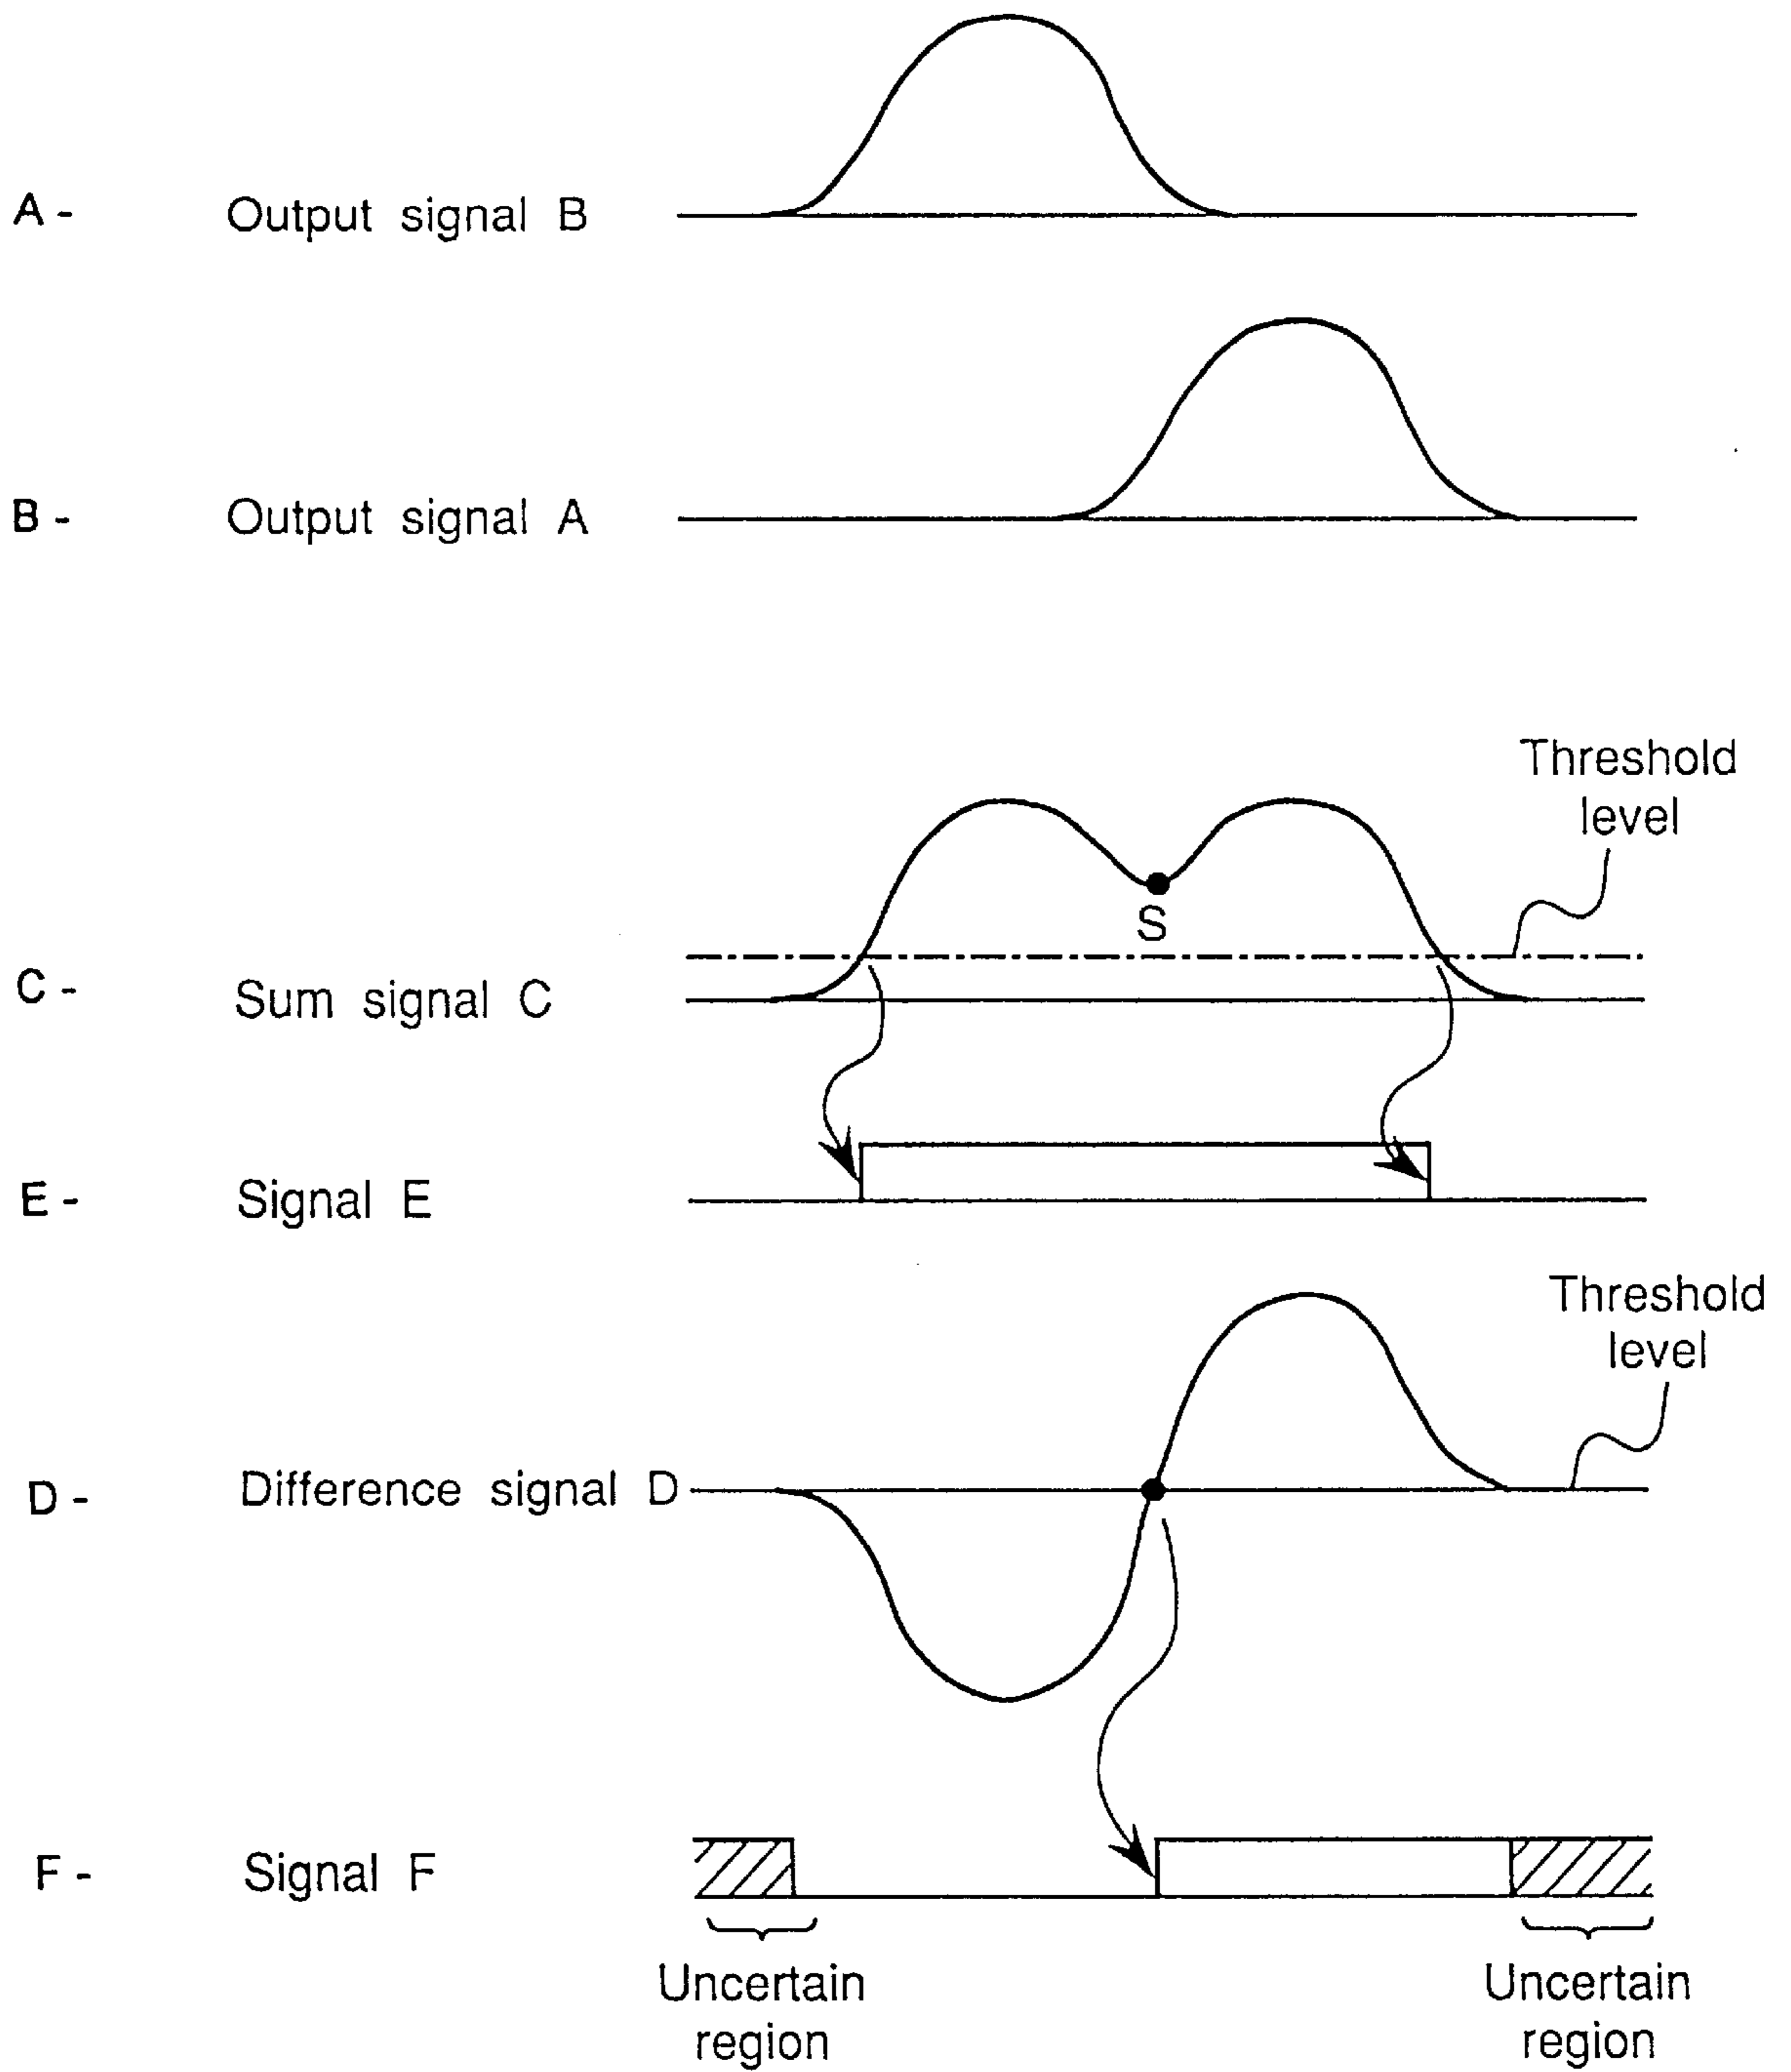 A - Output signal B
B - Output signal A
Threshold
level
S
C - Sum signal C
E - Signal E
Threshold
level
D - Difference signal D
F - Signal F
Uncertain
region
Uncertain
region